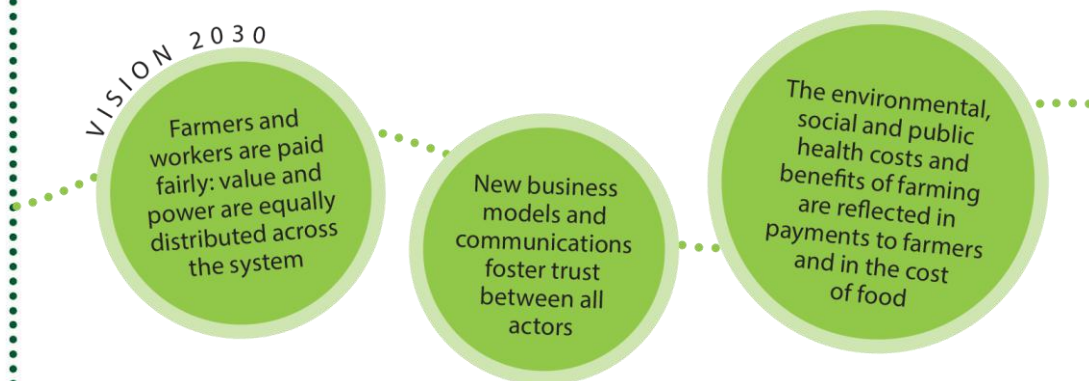 VISION 2030
Farmers and
workers are paid
fairly: value and
power are equally
distributed across
the system
New business
models and
communications
foster trust
between all
actors
The environmental,
social and public
health costs and
benefits of farming
are reflected in
payments to farmers
and in the cost
of food